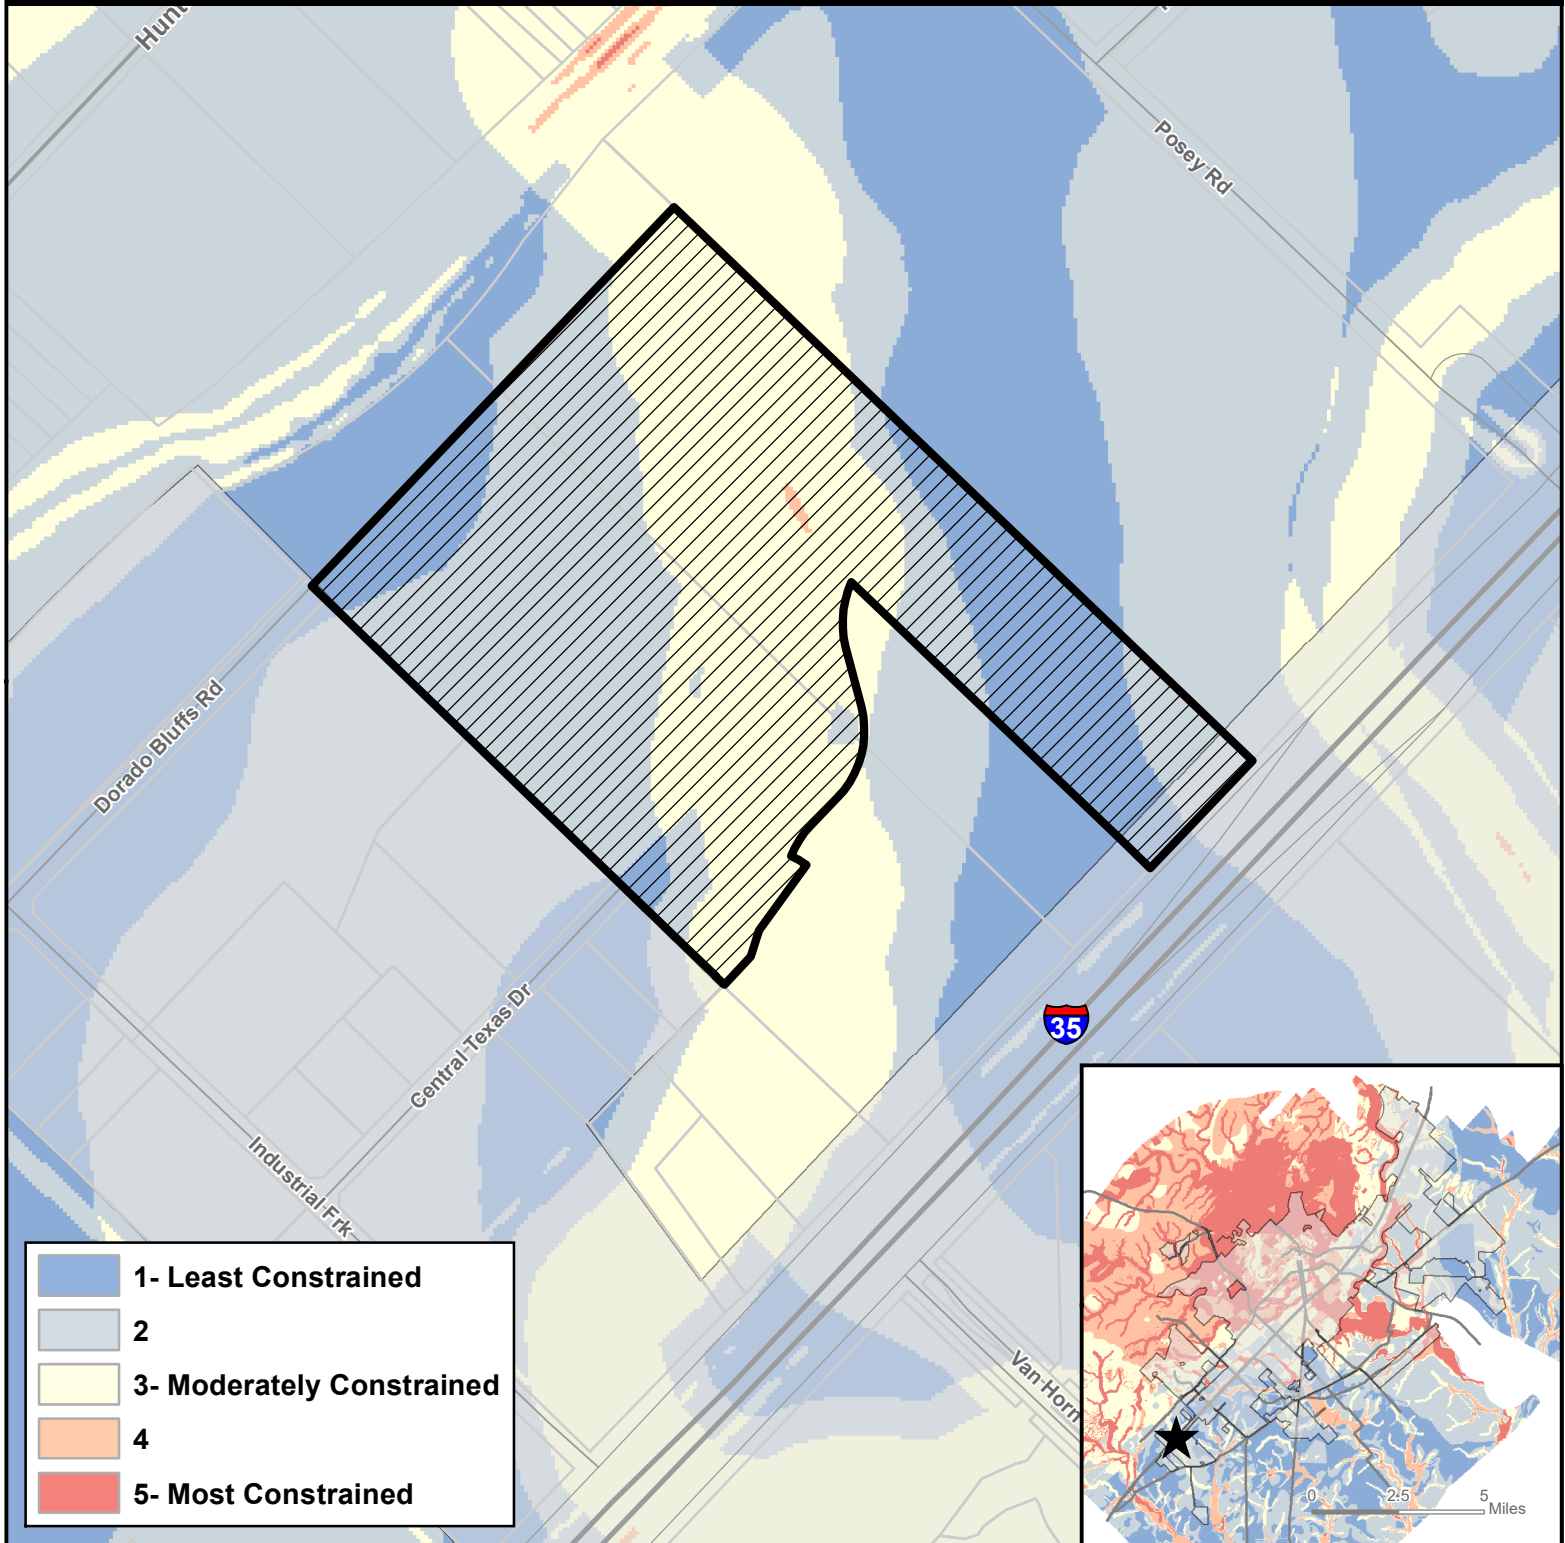 Hunt
Posey Rd
Dorado Bluffs Rd
Central Texas Dr
Industrial Frk
35
Van Horn
1- Least Constrained
2
3- Moderately Constrained
4
5- Most Constrained
0 2.5 5
Miles